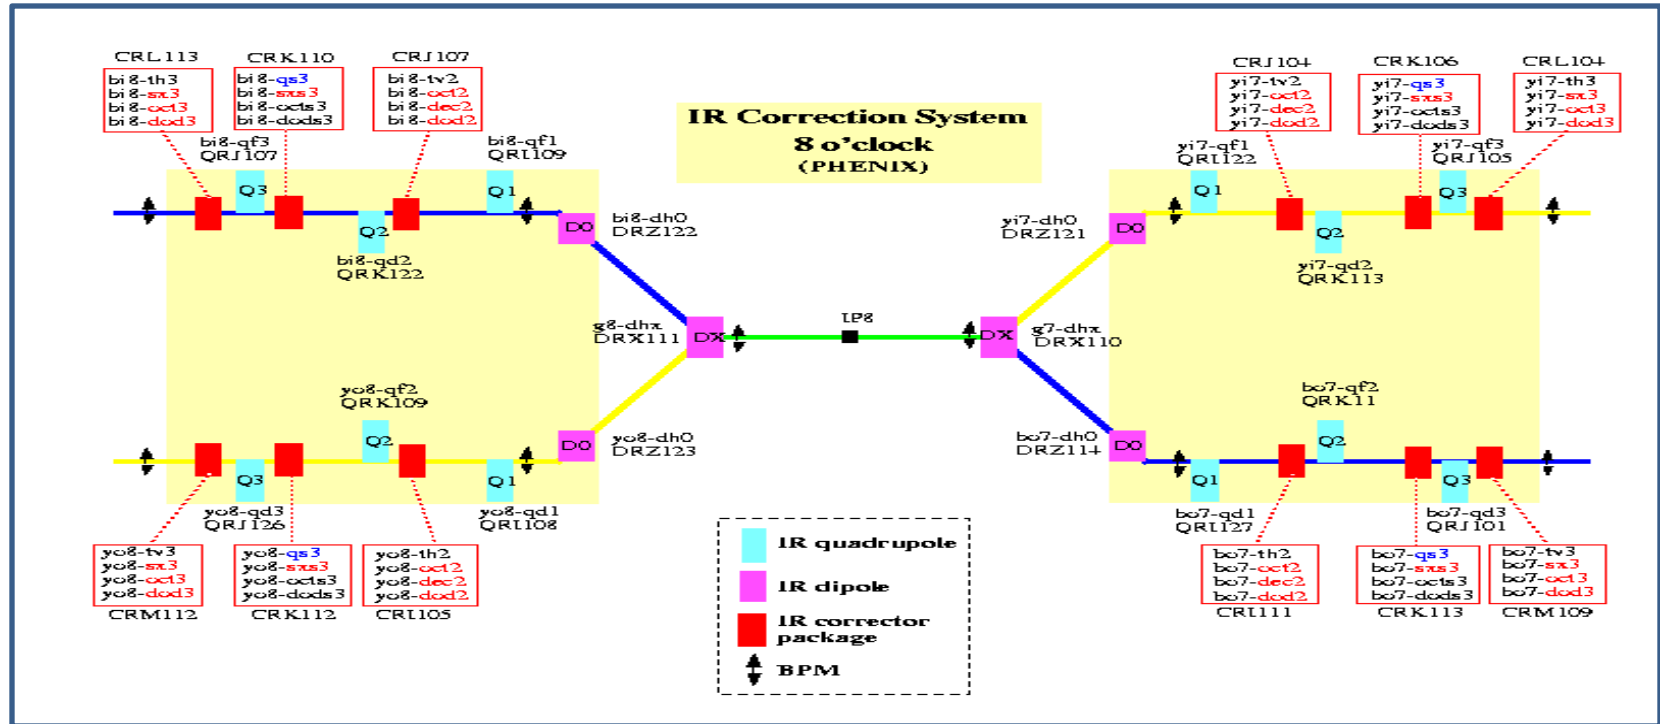 CRL113
bi8-th3
bi8-sx3
bi8-oct3
bi8-dod3
CRK110
bi8-qs3
bi8-sxs3
bi8-octs3
bi8-dods3
CRJ107
bi8-tv2
bi8-oct2
bi8-dec2
bi8-dod2
bi8-qf3
QRJ107
bi8-qf1
QRI109
Q3
Q1
Q2
bi8-qd2
QRK122
D0
bi8-dh0
DRZ122
IR Correction System
8 o'clock
(PHENIX)
CRJ104
yi7-tv2
yi7-oct2
yi7-dec2
yi7-dod2
CRK106
yi7-qs3
yi7-sxs3
yi7-octs3
yi7-dods3
CRL104
yi7-th3
yi7-sx3
yi7-oct3
yi7-dod3
yi7-qf1
QRI122
yi7-qf3
QRJ105
Q1
Q3
Q2
yi7-qd2
QRK113
yi7-dh0
DRZ121
D0
g8-dhx
DRX111
DX
IP8
DX
g7-dhx
DRX110
yo8-qf2
QRK109
Q2
D0
yo8-dh0
DRZ123
Q3
Q1
yo8-qd3
QRJ126
yo8-qd1
QRI108
yo8-tv3
yo8-sx3
yo8-oct3
yo8-dod3
CRM112
yo8-qs3
yo8-sxs3
yo8-octs3
yo8-dods3
CRK112
yo8-th2
yo8-oct2
yo8-dec2
yo8-dod2
CRI105
bo7-qf2
QRK11
bo7-dh0
DRZ114
D0
Q2
Q1
Q3
bo7-qd1
QRI127
bo7-qd3
QRJ101
bo7-th2
bo7-oct2
bo7-dec2
bo7-dod2
CRI111
bo7-qs3
bo7-sxs3
bo7-octs3
bo7-dods3
CRK113
bo7-tv3
bo7-sx3
bo7-oct3
bo7-dod3
CRM109
IR quadrupole
IR dipole
IR corrector
package
BPM